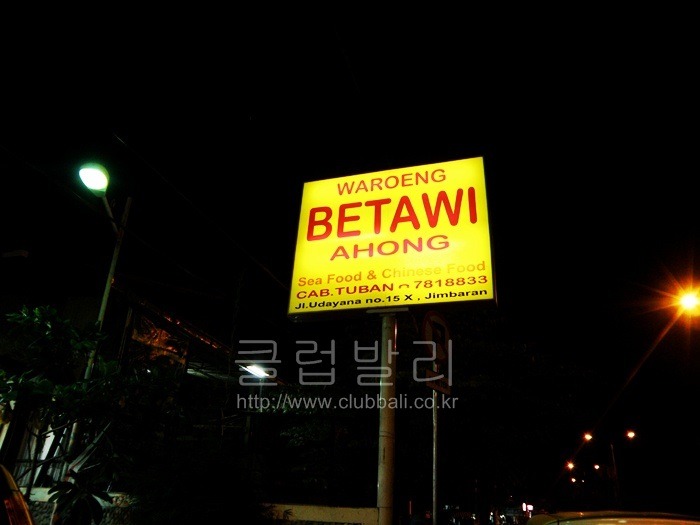 WAROENG
BETAWI
AHONG
Sea Food & Chinese Food
CAB.TUBAN 7818833
Jl.Udayana no.15 X , Jimbaran
클럽발리
http://www.clubbali.co.kr